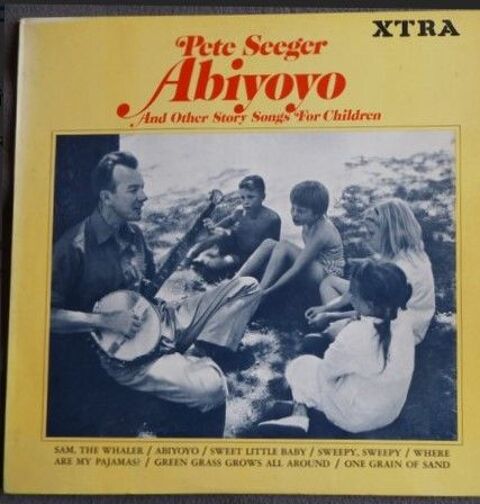 XTRA
Pete Seeger
Abiyoyo
And Other Story Songs For Children
SAM, THE WHALER / ABIYOYO / SWEET LITTLE BABY / SWEEPY, SWEEPY / WHERE
ARE MY PAJAMAS? / GREEN GRASS GROWS ALL AROUND / ONE GRAIN OF SAND